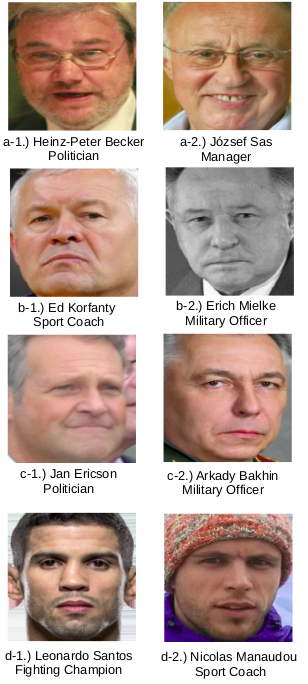 a-1.) Heinz-Peter Becker
Politician
a-2.) József Sas
Manager
b-1.) Ed Korfanty
Sport Coach
b-2.) Erich Mielke
Military Officer
c-1.) Jan Ericson
Politician
c-2.) Arkady Bakhin
Military Officer
d-1.) Leonardo Santos
Fighting Champion
d-2.) Nicolas Manaudou
Sport Coach